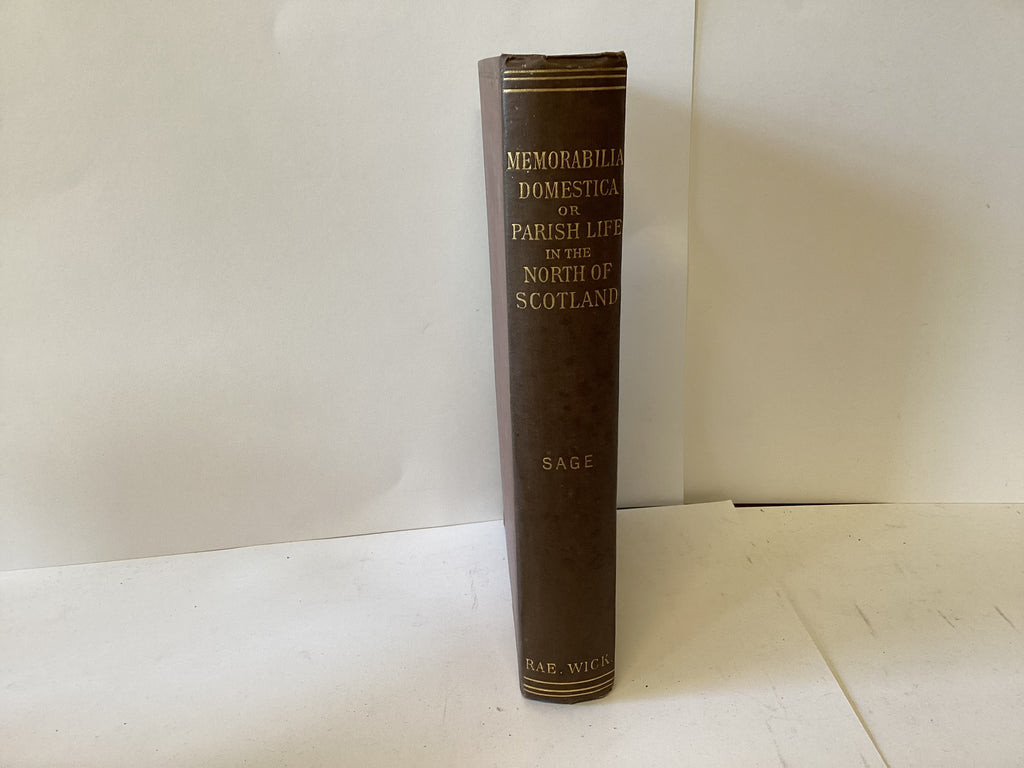 MEMORABILIA
DOMESTICA
OR
PARISH LIFE
IN THE
NORTH OF
SCOTLAND
SAGE
RAE. WICK.